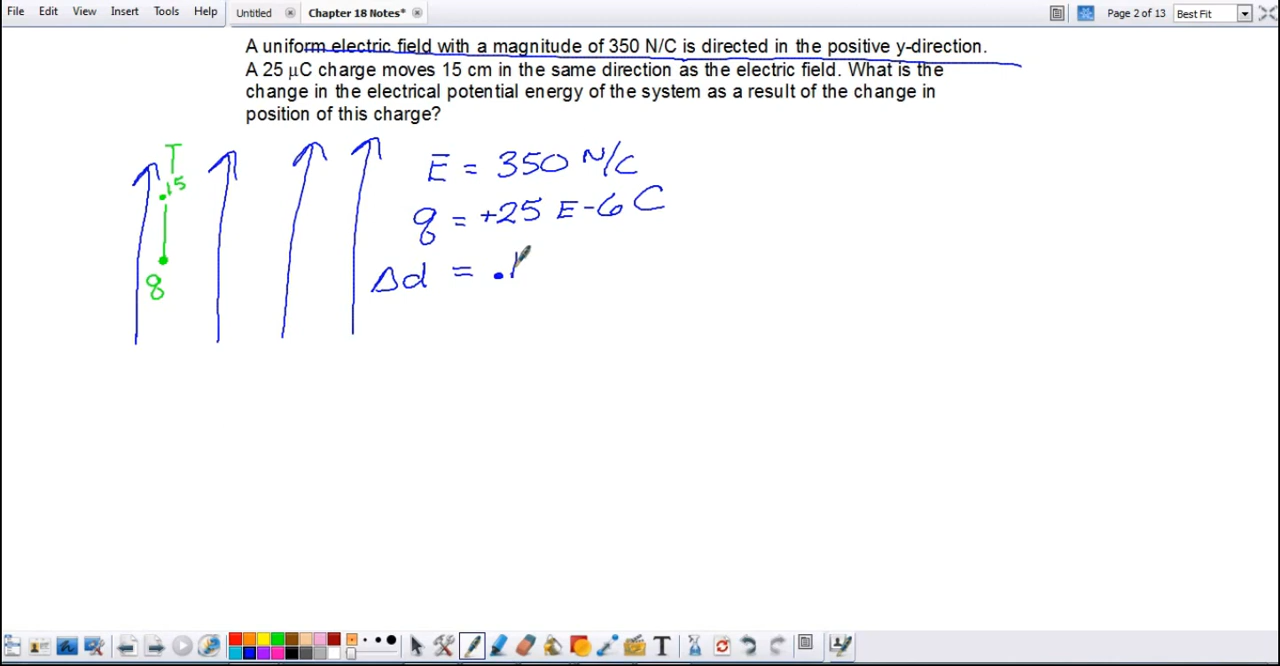 File Edit View Insert Tools Help Untitled Chapter 18 Notes* Page 2 of 13 Best Fit
A uniform electric field with a magnitude of 350 N/C is directed in the positive y-direction.
A 25 μC charge moves 15 cm in the same direction as the electric field. What is the
change in the electrical potential energy of the system as a result of the change in
position of this charge?
T
.15
q
E = 350 N/C
q = +25 E-6 C
Δd = .1
T